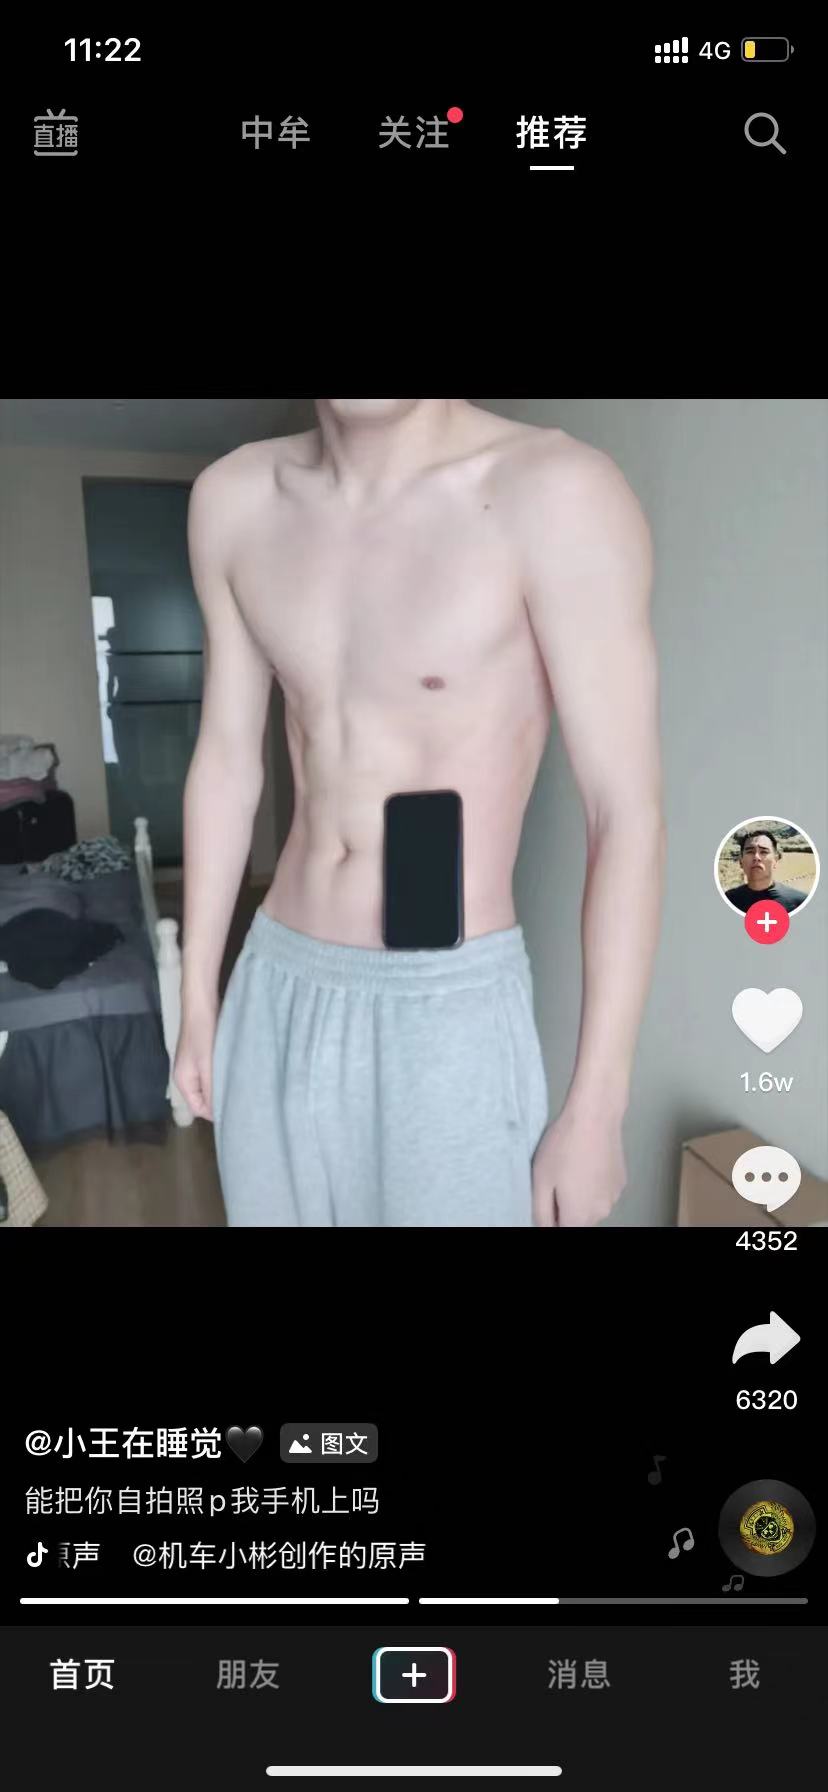 11:22
4G
直播
中牟
关注
推荐
1.6w
4352
6320
@小王在睡觉🖤
图文
能把你自拍照p我手机上吗
原声 @机车小彬创作的原声
首页
朋友
消息
我